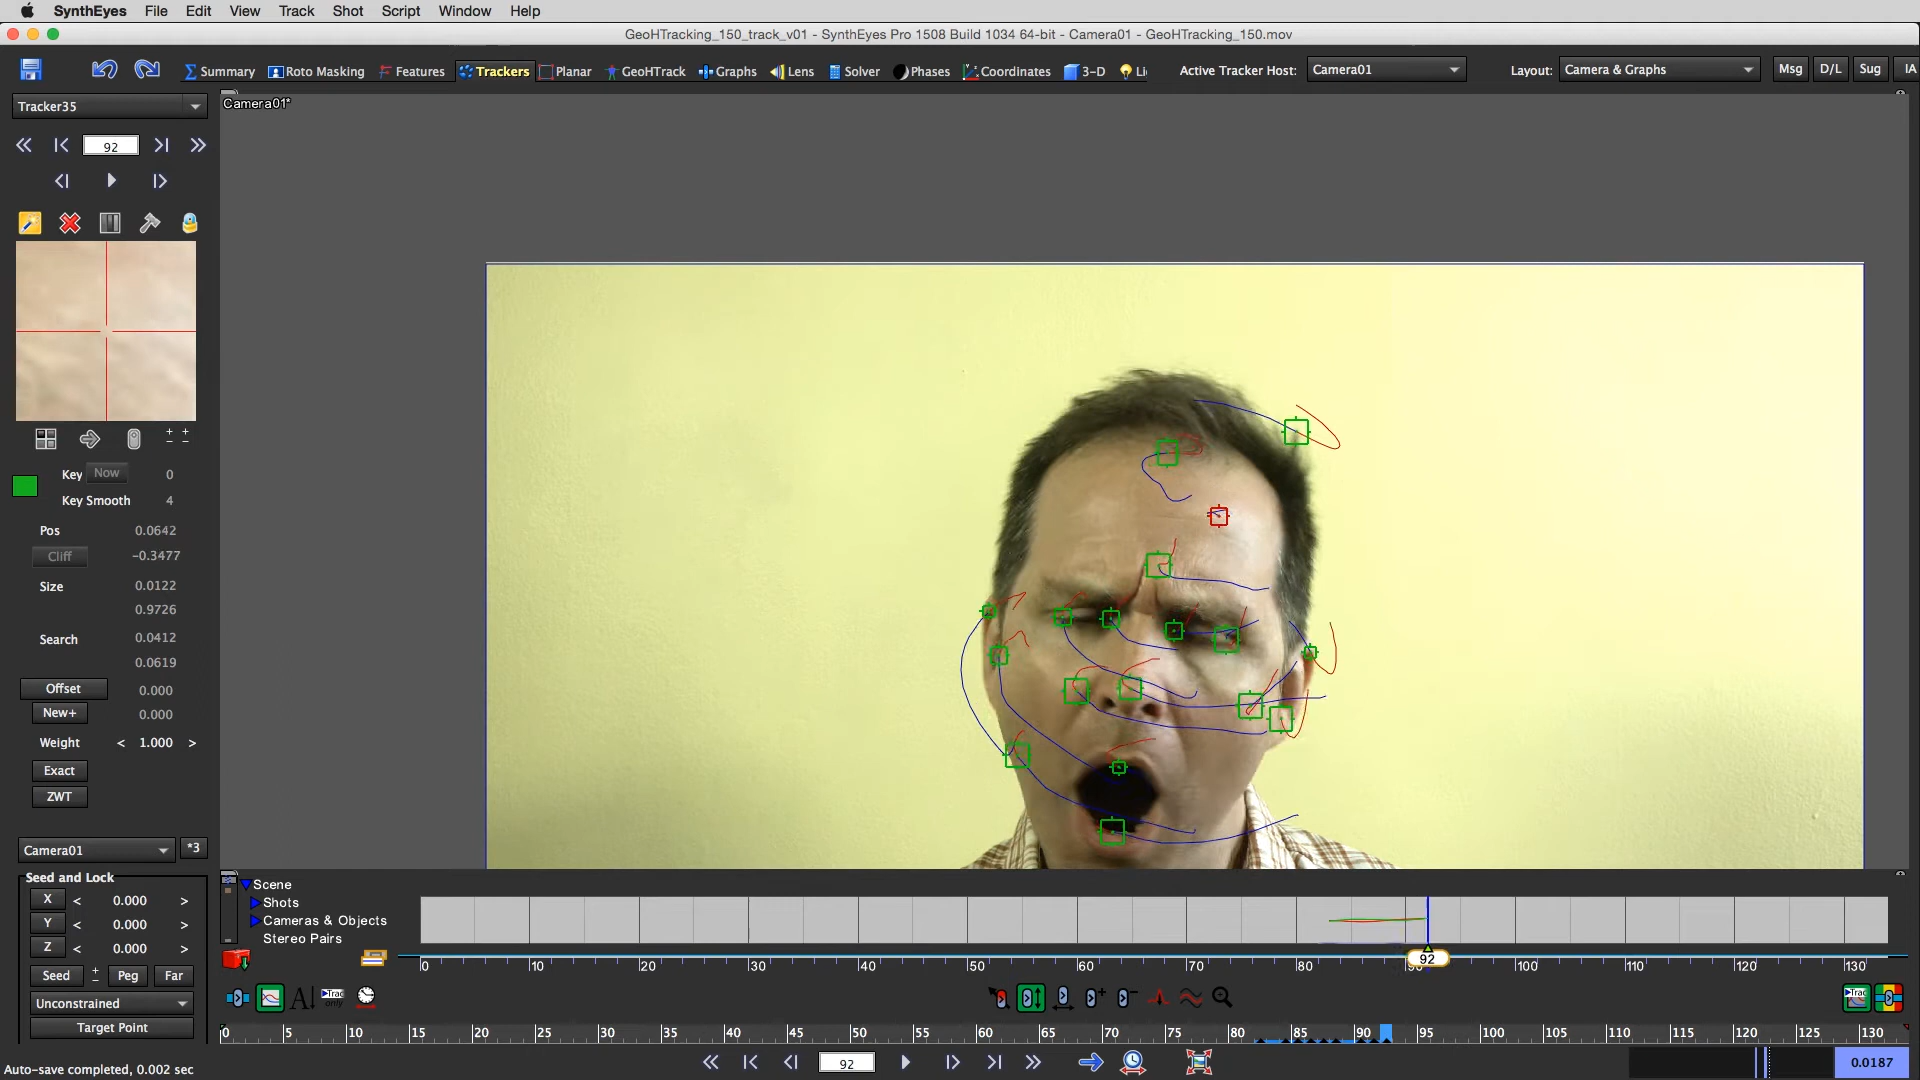 SynthEyes File Edit View Track Shot Script Window Help
GeoHTracking_150_track_v01 - SynthEyes Pro 1508 Build 1034 64-bit - Camera01 - GeoHTracking_150.mov
Summary Roto Masking Features Trackers Planar GeoHTrack Graphs Lens Solver Phases Coordinates 3-D Li Active Tracker Host: Camera01 Layout: Camera & Graphs Msg D/L Sug IA
Tracker35
Camera01*
92
Key Now 0
Key Smooth 4
Pos 0.0642
Cliff -0.3477
Size 0.0122
0.9726
Search 0.0412
0.0619
Offset 0.000
New+ 0.000
Weight < 1.000 >
Exact
ZWT
Camera01 *3
Seed and Lock
X < 0.000 >
Y < 0.000 >
Z < 0.000 >
Seed Peg Far
Unconstrained
Target Point
Scene
Shots
Cameras & Objects
Stereo Pairs
0 10 20 30 40 50 60 70 80 92 100 110 120 130
0 5 10 15 20 25 30 35 40 45 50 55 60 65 70 75 80 85 90 95 100 105 110 115 120 125 130
92
0.0187
Auto-save completed, 0.002 sec